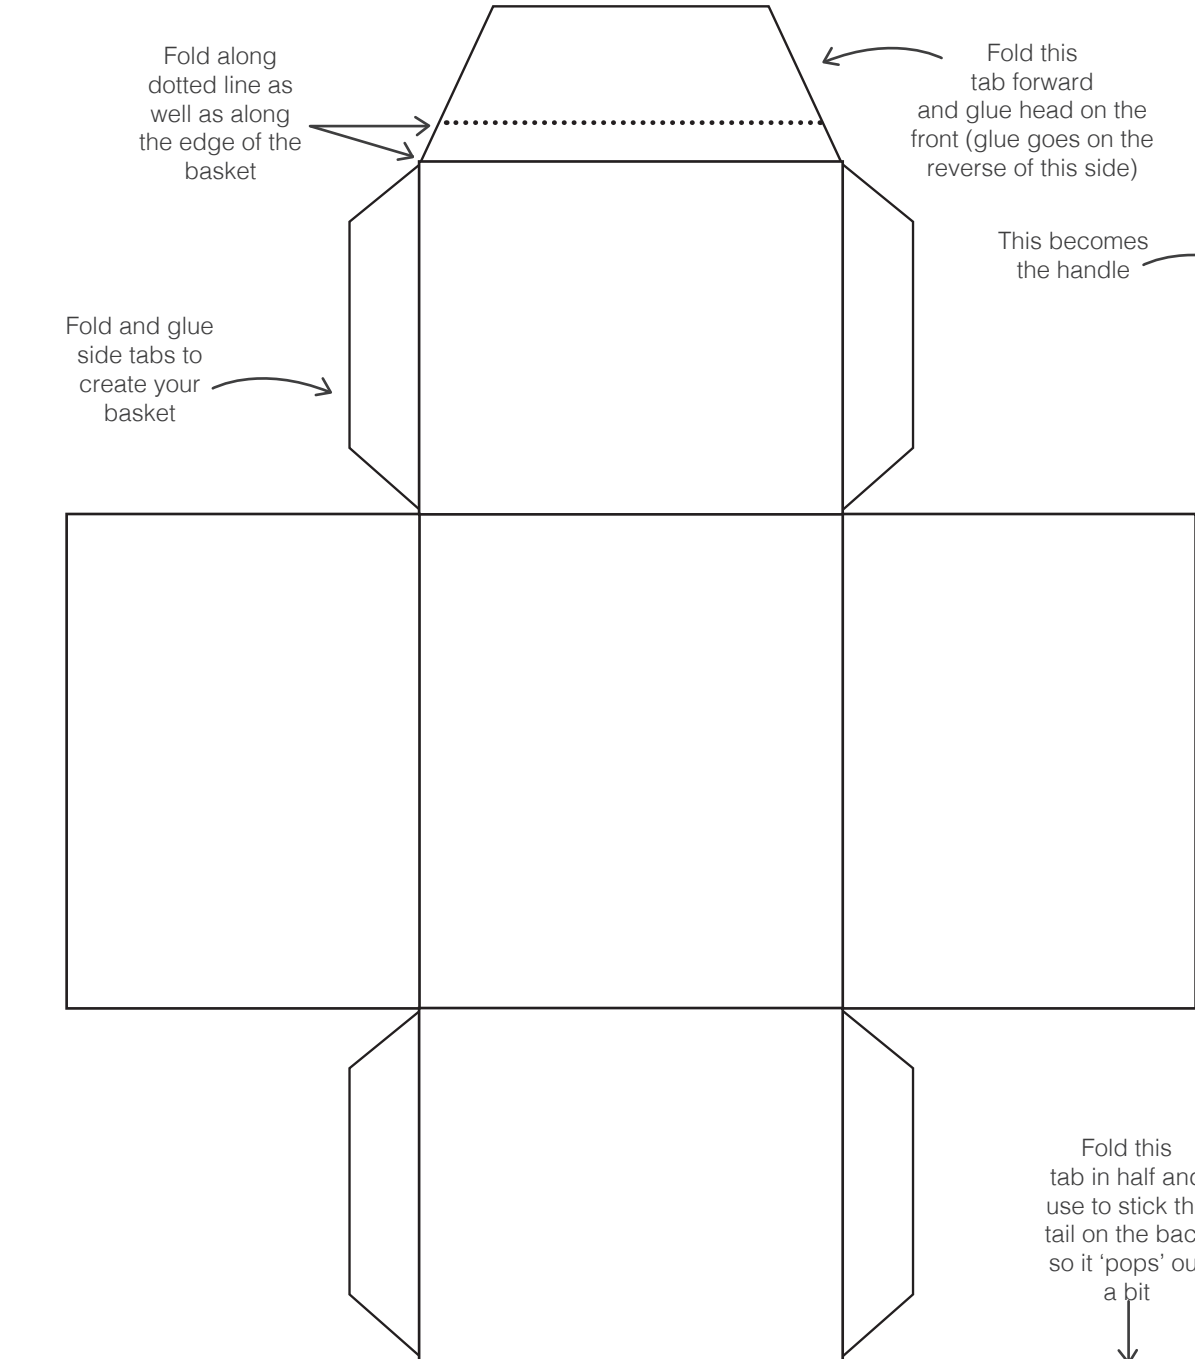 Fold along
dotted line as
well as along
the edge of the
basket
Fold this
tab forward
and glue head on the
front (glue goes on the
reverse of this side)
This becomes
the handle
Fold and glue
side tabs to
create your
basket
Fold this
tab in half and
use to stick th
tail on the bac
so it ‘pops’ ou
a bit